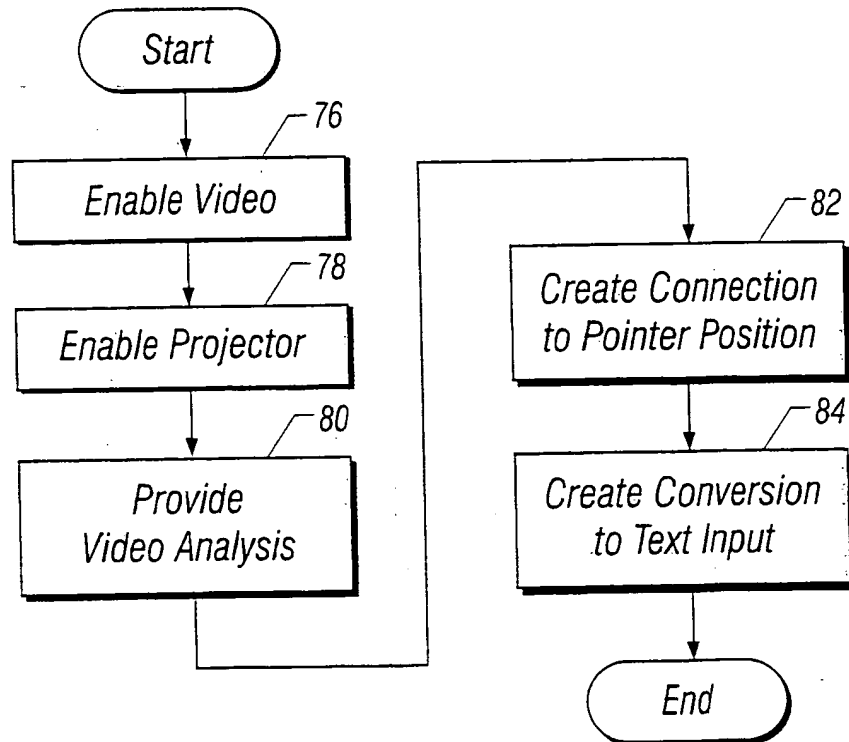 Start
76
Enable Video
78
Enable Projector
80
Provide
Video Analysis
82
Create Connection
to Pointer Position
84
Create Conversion
to Text Input
End